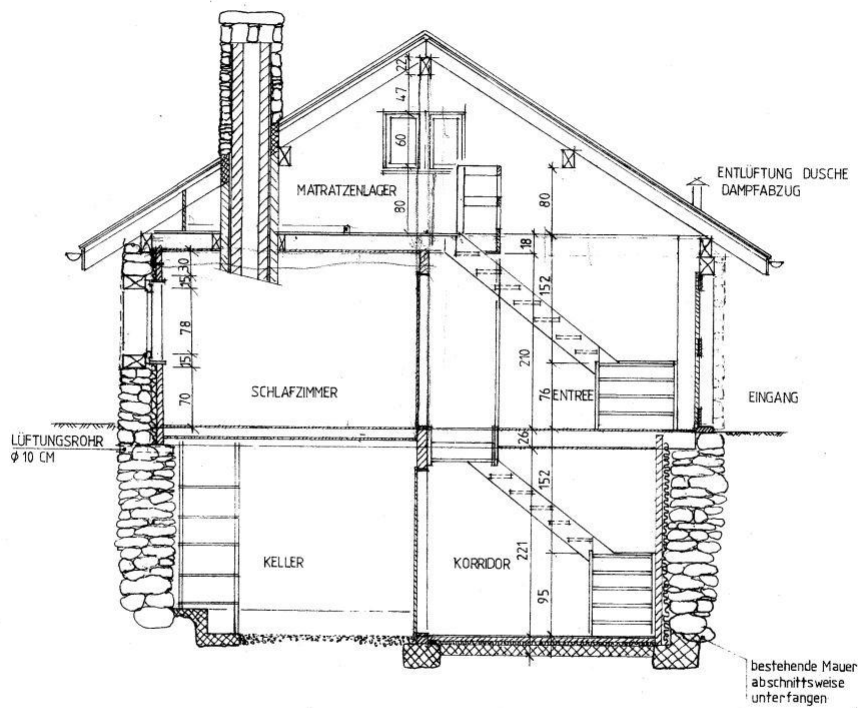 22
47
60
MATRATZENLAGER
80
80
ENTLÜFTUNG DUSCHE
DAMPFABZUG
18
30
15
152
78
210
15
SCHLAFZIMMER
70
76
ENTREE
EINGANG
LÜFTUNGSROHR
Ø 10 CM
26
152
KELLER
KORRIDOR
221
95
bestehende Mauer
abschnittsweise
unterfangen